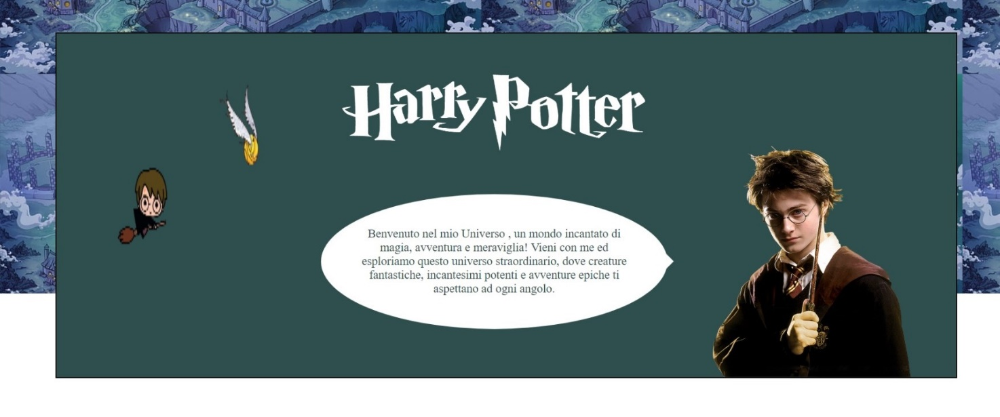 Harry Potter
Benvenuto nel mio Universo , un mondo incantato di
magia, avventura e meraviglia! Vieni con me ed
esploriamo questo universo straordinario, dove creature
fantastiche, incantesimi potenti e avventure epiche ti
aspettano ad ogni angolo.